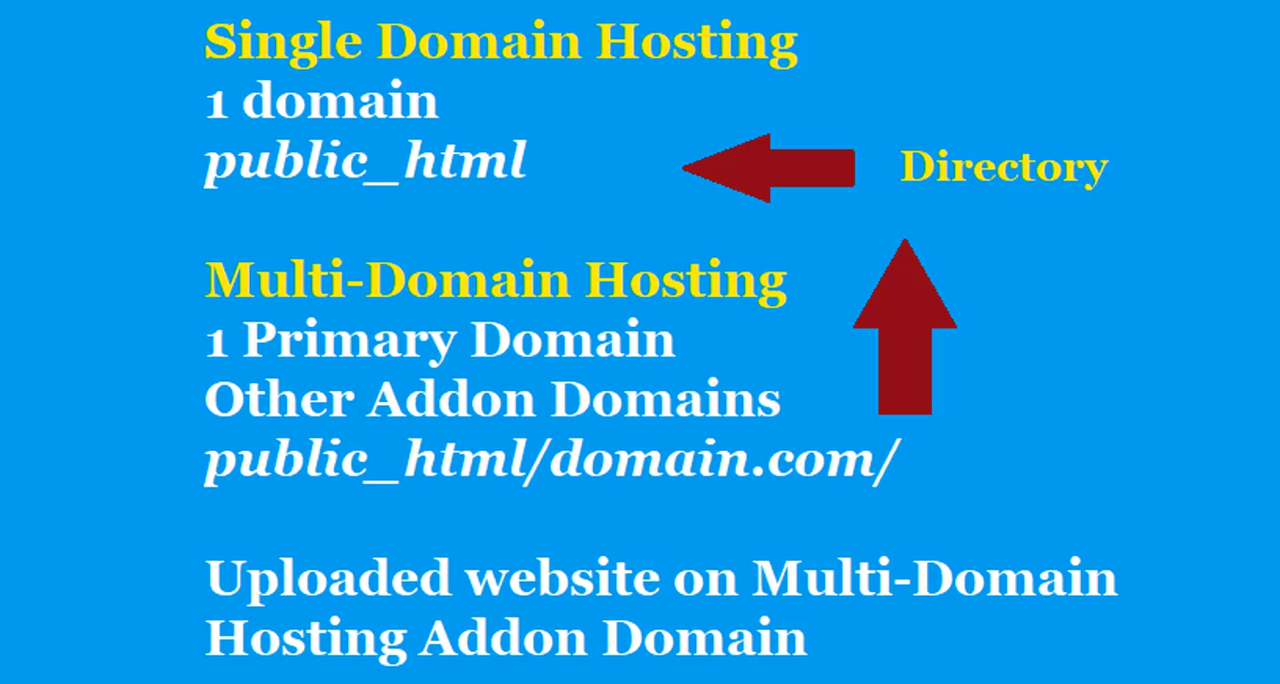 Single Domain Hosting
1 domain
public_html
Directory
Multi-Domain Hosting
1 Primary Domain
Other Addon Domains
public_html/domain.com/
Uploaded website on Multi-Domain
Hosting Addon Domain